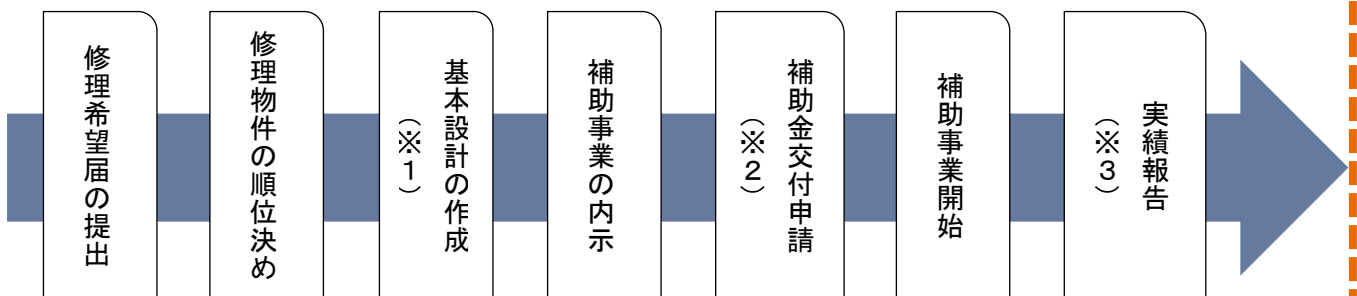 修理希望届の提出
修理物件の順位決め
基本設計の作成
（※１）
補助事業の内示
補助金交付申請
（※２）
補助事業開始
実績報告
（※３）